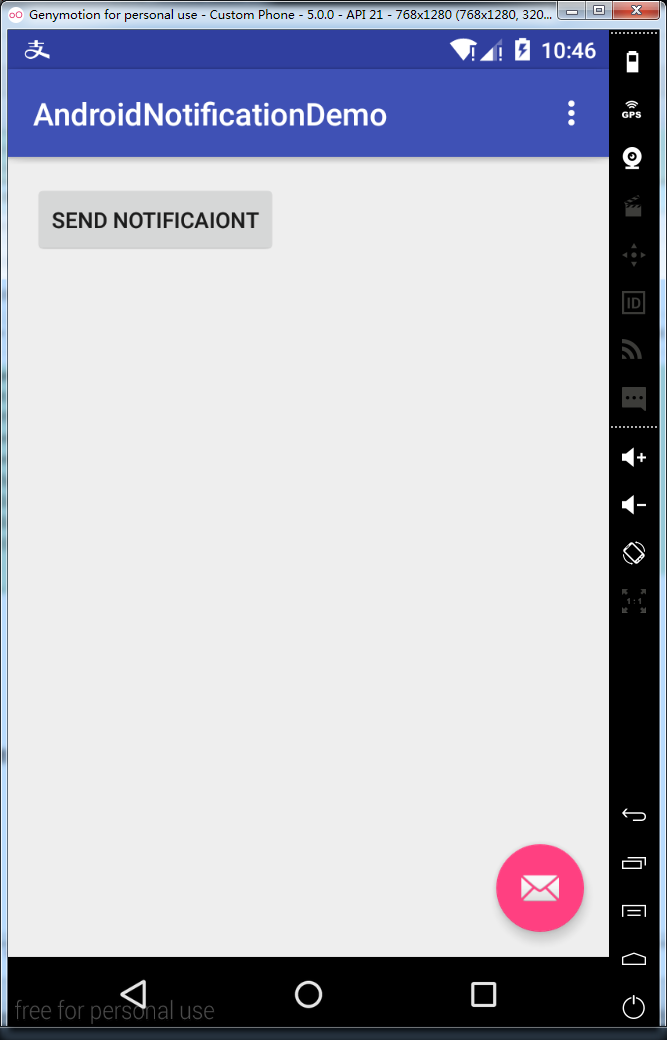 Genymotion for personal use - Custom Phone - 5.0.0 - API 21 - 768x1280 (768x1280, 320...
支 10:46
AndroidNotificationDemo
GPS
SEND NOTIFICAIONT
ID
1:1
free for personal use